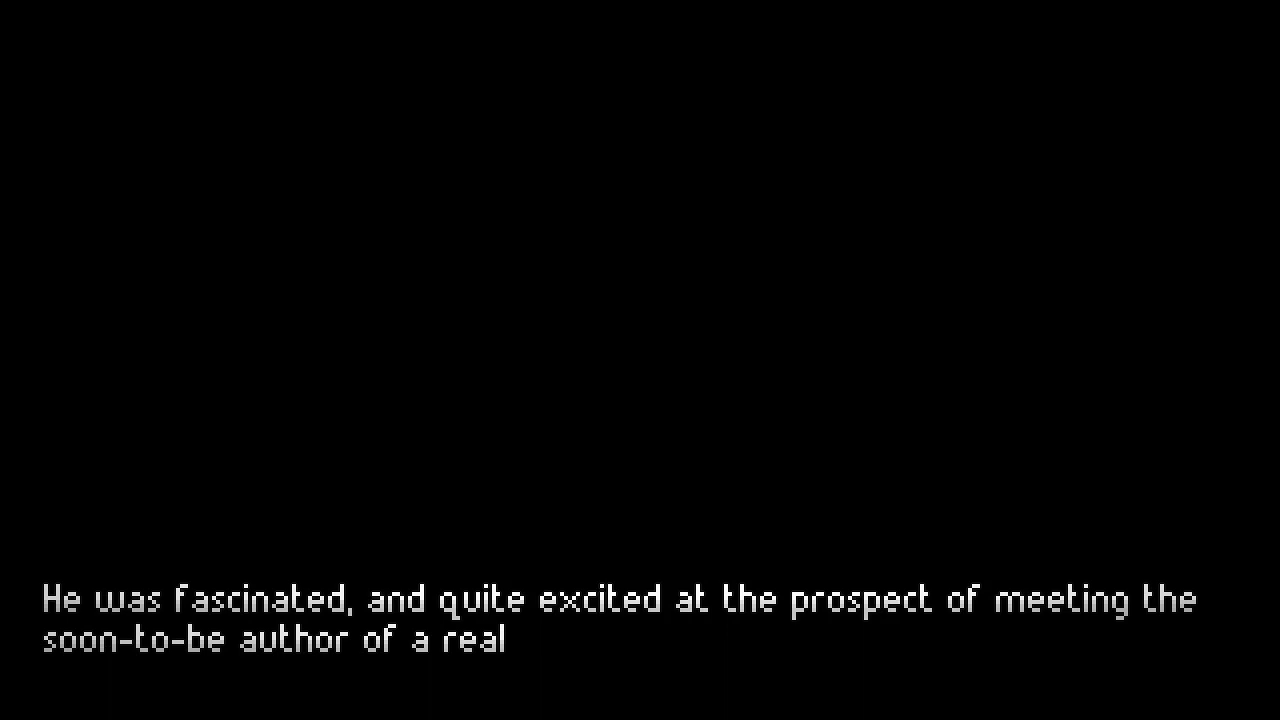 He was fascinated, and quite excited at the prospect of meeting the
soon-to-be author of a real